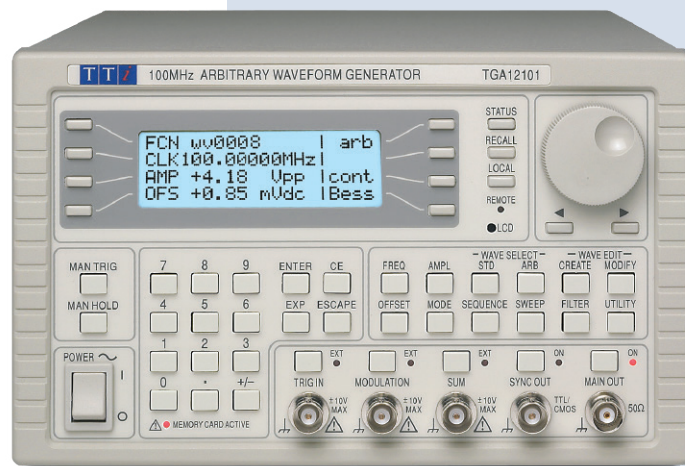 TTi 100MHz ARBITRARY WAVEFORM GENERATOR TGA12101
FCN wv0008 | arb
CLK100.00000MHz|
AMP +4.18 Vpp |cont
OFS +0.85 mVdc |Bess
STATUS
RECALL
LOCAL
REMOTE
LCD
MAN TRIG
MAN HOLD
7 8 9 ENTER CE
4 5 6 EXP ESCAPE
1 2 3
0 . +/–
MEMORY CARD ACTIVE
POWER
I
O
– WAVE SELECT – – WAVE EDIT –
FREQ AMPL STD ARB CREATE MODIFY
OFFSET MODE SEQUENCE SWEEP FILTER UTILITY
EXT EXT EXT ON ON
TRIG IN MODULATION SUM SYNC OUT MAIN OUT
±10V MAX ±10V MAX ±10V MAX TTL/CMOS 50Ω